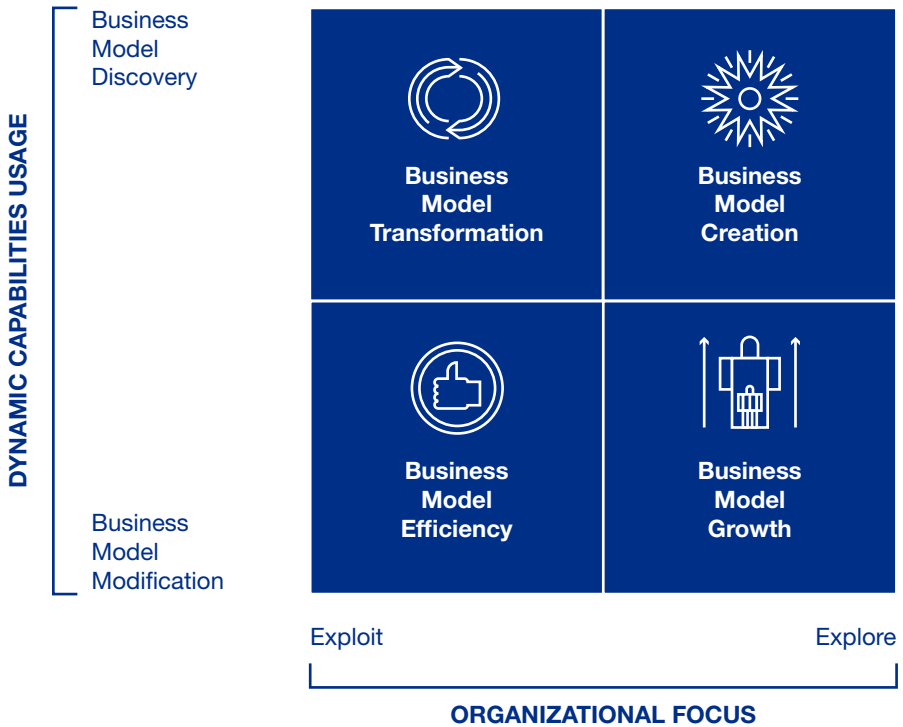 DYNAMIC CAPABILITIES USAGE
Business
Model
Discovery
Business
Model
Transformation
Business
Model
Creation
Business
Model
Modification
Business
Model
Efficiency
Business
Model
Growth
Exploit
Explore
ORGANIZATIONAL FOCUS